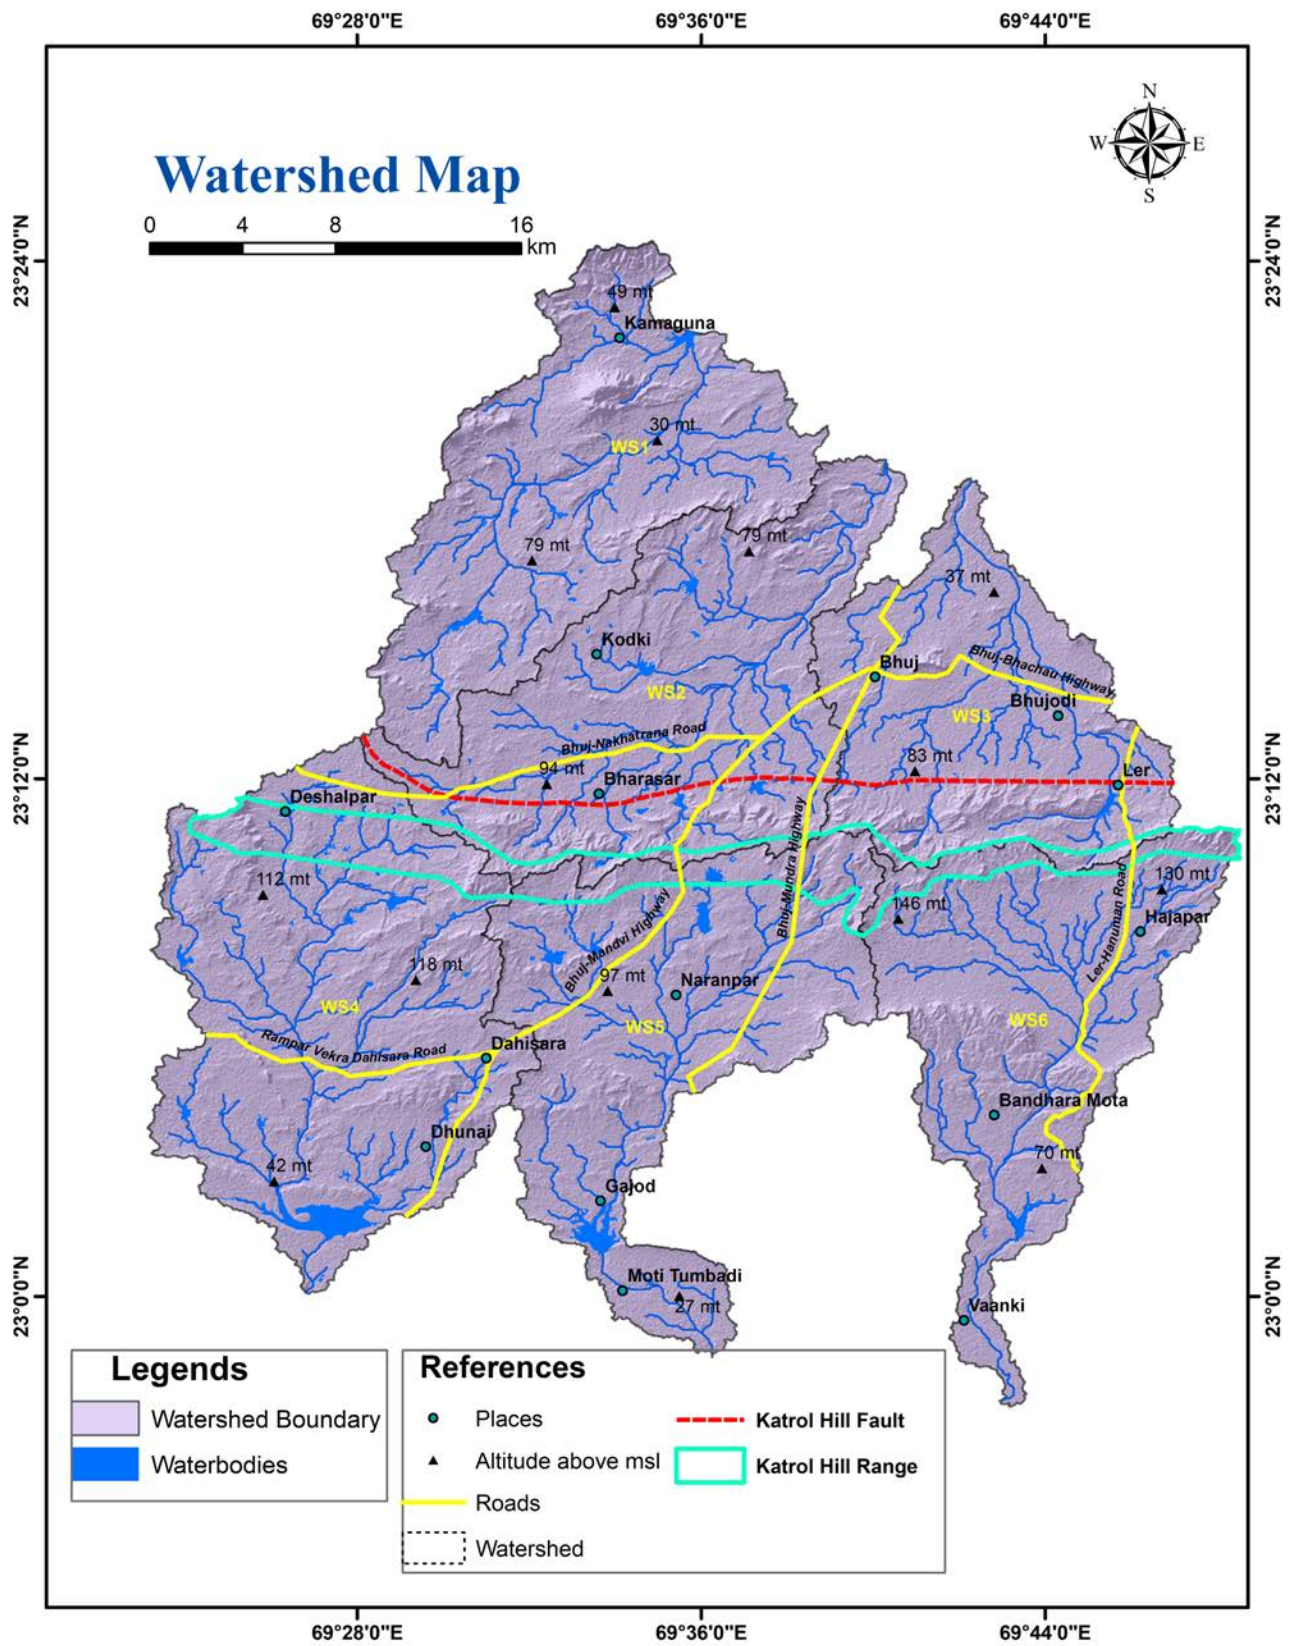 69°28'0"E
69°36'0"E
69°44'0"E
N
W
E
S
Watershed Map
0 4 8 16
km
23°24'0"N
23°24'0"N
49 mt
Kamaguna
30 mt
WS1
79 mt
79 mt
37 mt
Kodki
Bhuj
Bhuj-Bhachau Highway
WS2
Bhujodi
WS3
Bhuj-Nakhatrana Road
23°12'0"N
23°12'0"N
94 mt
83 mt
Bharasar
Ler
Deshalpar
Bhuj-Mundra Highway
112 mt
130 mt
146 mt
Hajapar
Bhuj-Mandvi Highway
Ler-Hanuman Road
118 mt
97 mt
Naranpar
WS4
WS5
WS6
Rampar Vekra Dahisara Road
Dahisara
Bandhara Mota
Dhunai
70 mt
42 mt
Gajod
23°0'0"N
23°0'0"N
Moti Tumbadi
27 mt
Vaanki
Legends
Watershed Boundary
Waterbodies
References
Places
Altitude above msl
Roads
Watershed
Katrol Hill Fault
Katrol Hill Range
69°28'0"E
69°36'0"E
69°44'0"E